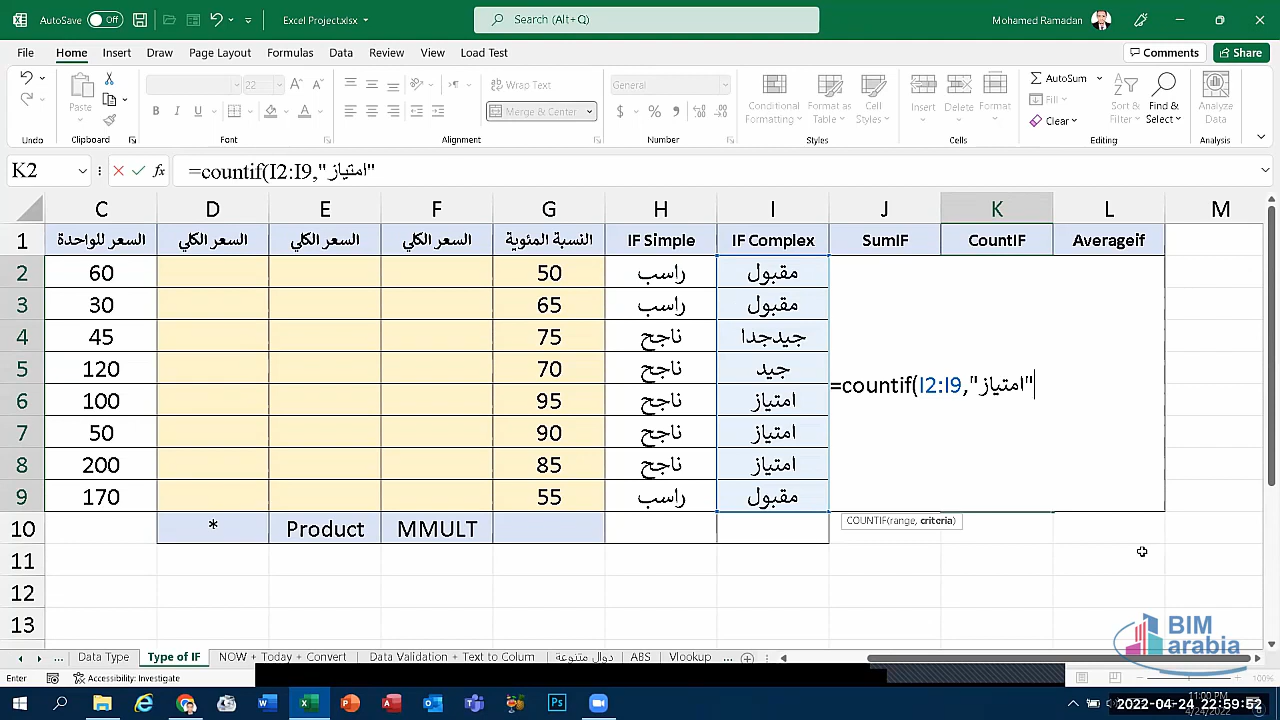 AutoSave Off Excel Project.xlsx Search (Alt+Q) Mohamed Ramadan
File Home Insert Draw Page Layout Formulas Data Review View Load Test Comments Share
22 Wrap Text General AutoSum
Paste B I U Merge & Center $ % Conditional Formatting Format as Table Cell Styles Insert Delete Format Fill Clear Sort & Filter Find & Select Analyze Data
Undo Clipboard Font Alignment Number Styles Cells Editing Analysis
K2 fx =countif(I2:I9,"امتياز"
C D E F G H I J K L M
1 السعر للواحدة السعر الكلي السعر الكلي السعر الكلي النسبة المئوية IF Simple IF Complex SumIF CountIF Averageif
2 60 50 راسب مقبول
3 30 65 راسب مقبول
4 45 75 ناجح جيدجدا
5 120 70 ناجح جيد
=countif(I2:I9,"امتياز"
6 100 95 ناجح امتياز
7 50 90 ناجح امتياز
8 200 85 ناجح امتياز
9 170 55 راسب مقبول
10 * Product MMULT
COUNTIF(range, criteria)
11
12
13
BIM
arabia
... Data Type Type of IF NOW + Today + Convert Data Validation + Text to Colum دوال متنوعة ABS Vlookup ...
Enter Accessibility: Investigate 100%
2022-04-24 22:59:52